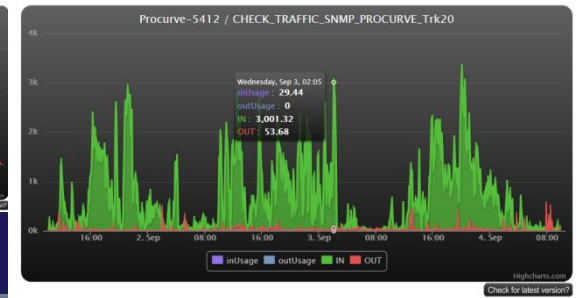 Procurve-5412 / CHECK_TRAFFIC_SNMP_PROCURVE_Trk20
4k
3k
2k
1k
0k
Wednesday, Sep 3, 02:05
inUsage : 29.44
outUsage : 0
IN : 3,001.32
OUT : 53.68
16:00 2. Sep 08:00 16:00 3. Sep 08:00 16:00 4. Sep 08:00
inUsage outUsage IN OUT
Highcharts.com
Check for latest version?